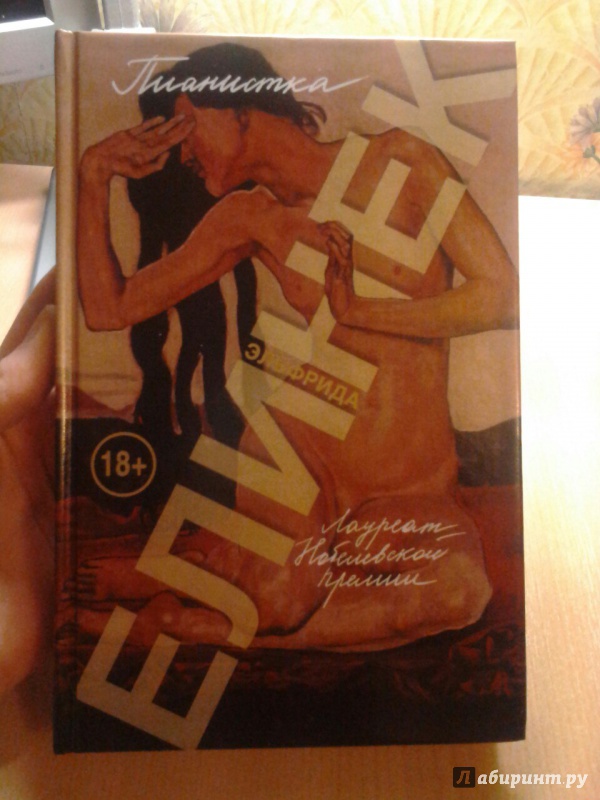 Пианистка
ЕЛИНЕК
ЭЛЬФРИДА
18+
Лауреат
Нобелевской
премии
Лабиринт.ру